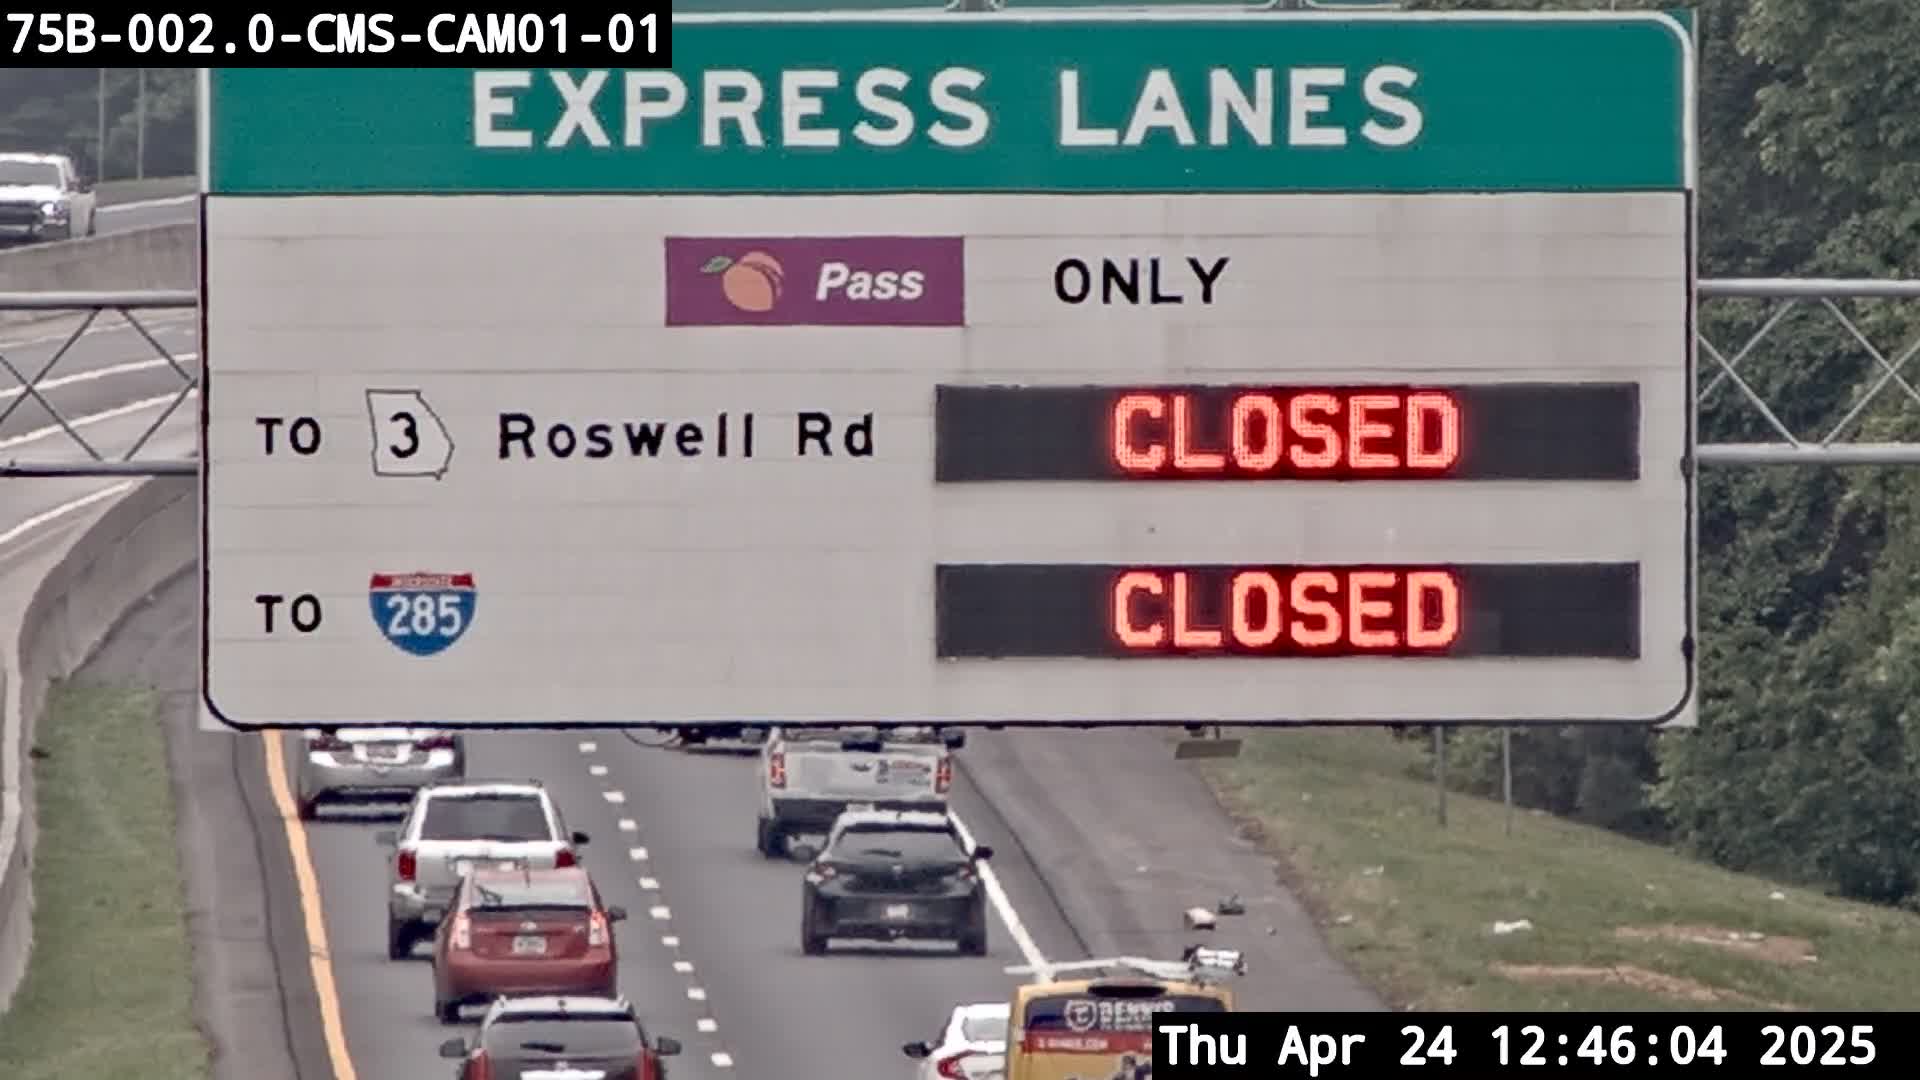 75B-002.0-CMS-CAM01-01
EXPRESS LANES
Pass ONLY
TO 3 Roswell Rd CLOSED
INTERSTATE
TO 285 CLOSED
Thu Apr 24 12:46:04 2025